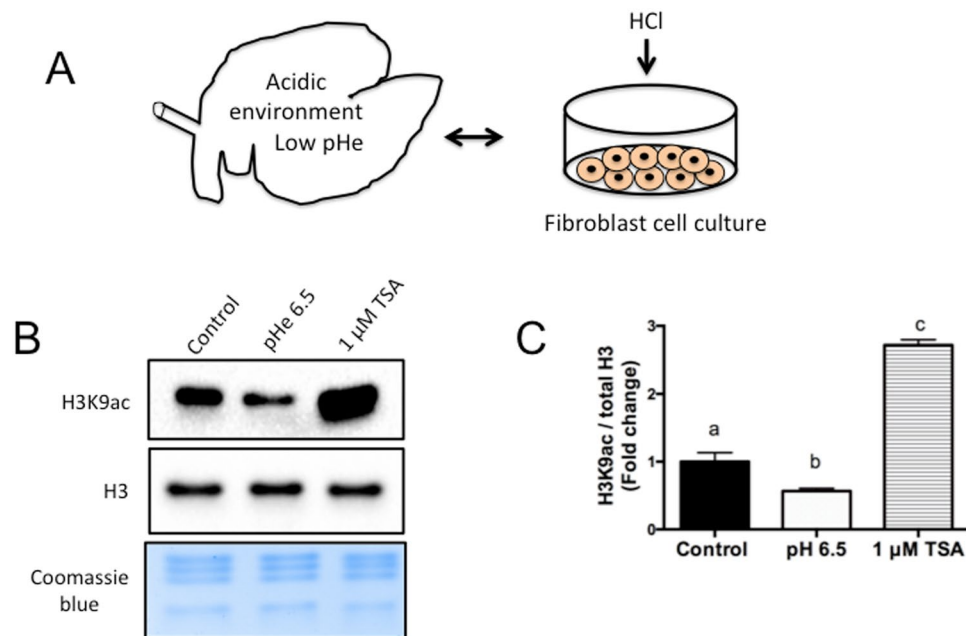 A
Acidic
environment
Low pHe
HCl
Fibroblast cell culture
B
Control
pHe 6.5
1 µM TSA
H3K9ac
H3
Coomassie
blue
C
H3K9ac / total H3
(Fold change)
3
2
1
0
a
b
c
Control
pH 6.5
1 µM TSA